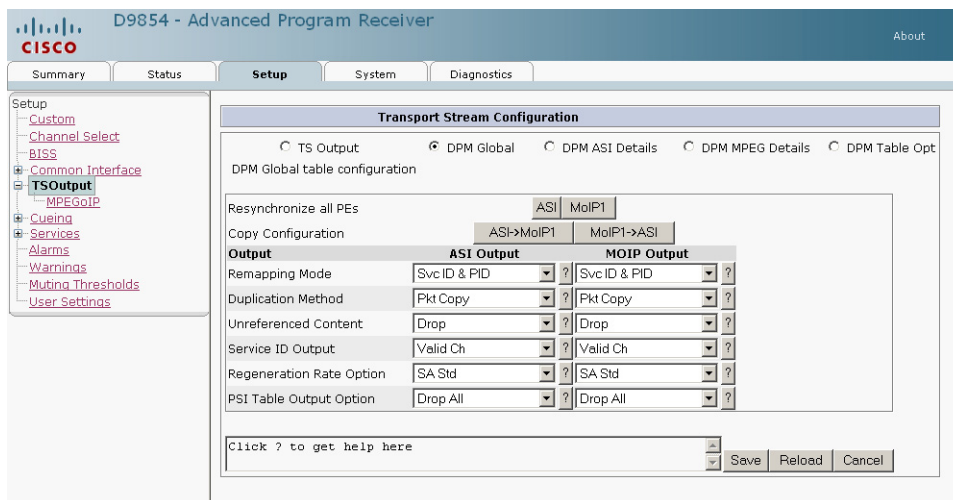 D9854 - Advanced Program Receiver
CISCO
About
Summary Status Setup System Diagnostics
Setup
Custom
Channel Select
BISS
Common Interface
TSOutput
MPEGoIP
Cueing
Services
Alarms
Warnings
Muting Thresholds
User Settings
Transport Stream Configuration
TS Output DPM Global DPM ASI Details DPM MPEG Details DPM Table Opt
DPM Global table configuration
Resynchronize all PEs ASI MoIP1
Copy Configuration ASI->MoIP1 MoIP1->ASI
Output ASI Output MOIP Output
Remapping Mode Svc ID & PID ? Svc ID & PID ?
Duplication Method Pkt Copy ? Pkt Copy ?
Unreferenced Content Drop ? Drop ?
Service ID Output Valid Ch ? Valid Ch ?
Regeneration Rate Option SA Std ? SA Std ?
PSI Table Output Option Drop All ? Drop All ?
Click ? to get help here
Save Reload Cancel